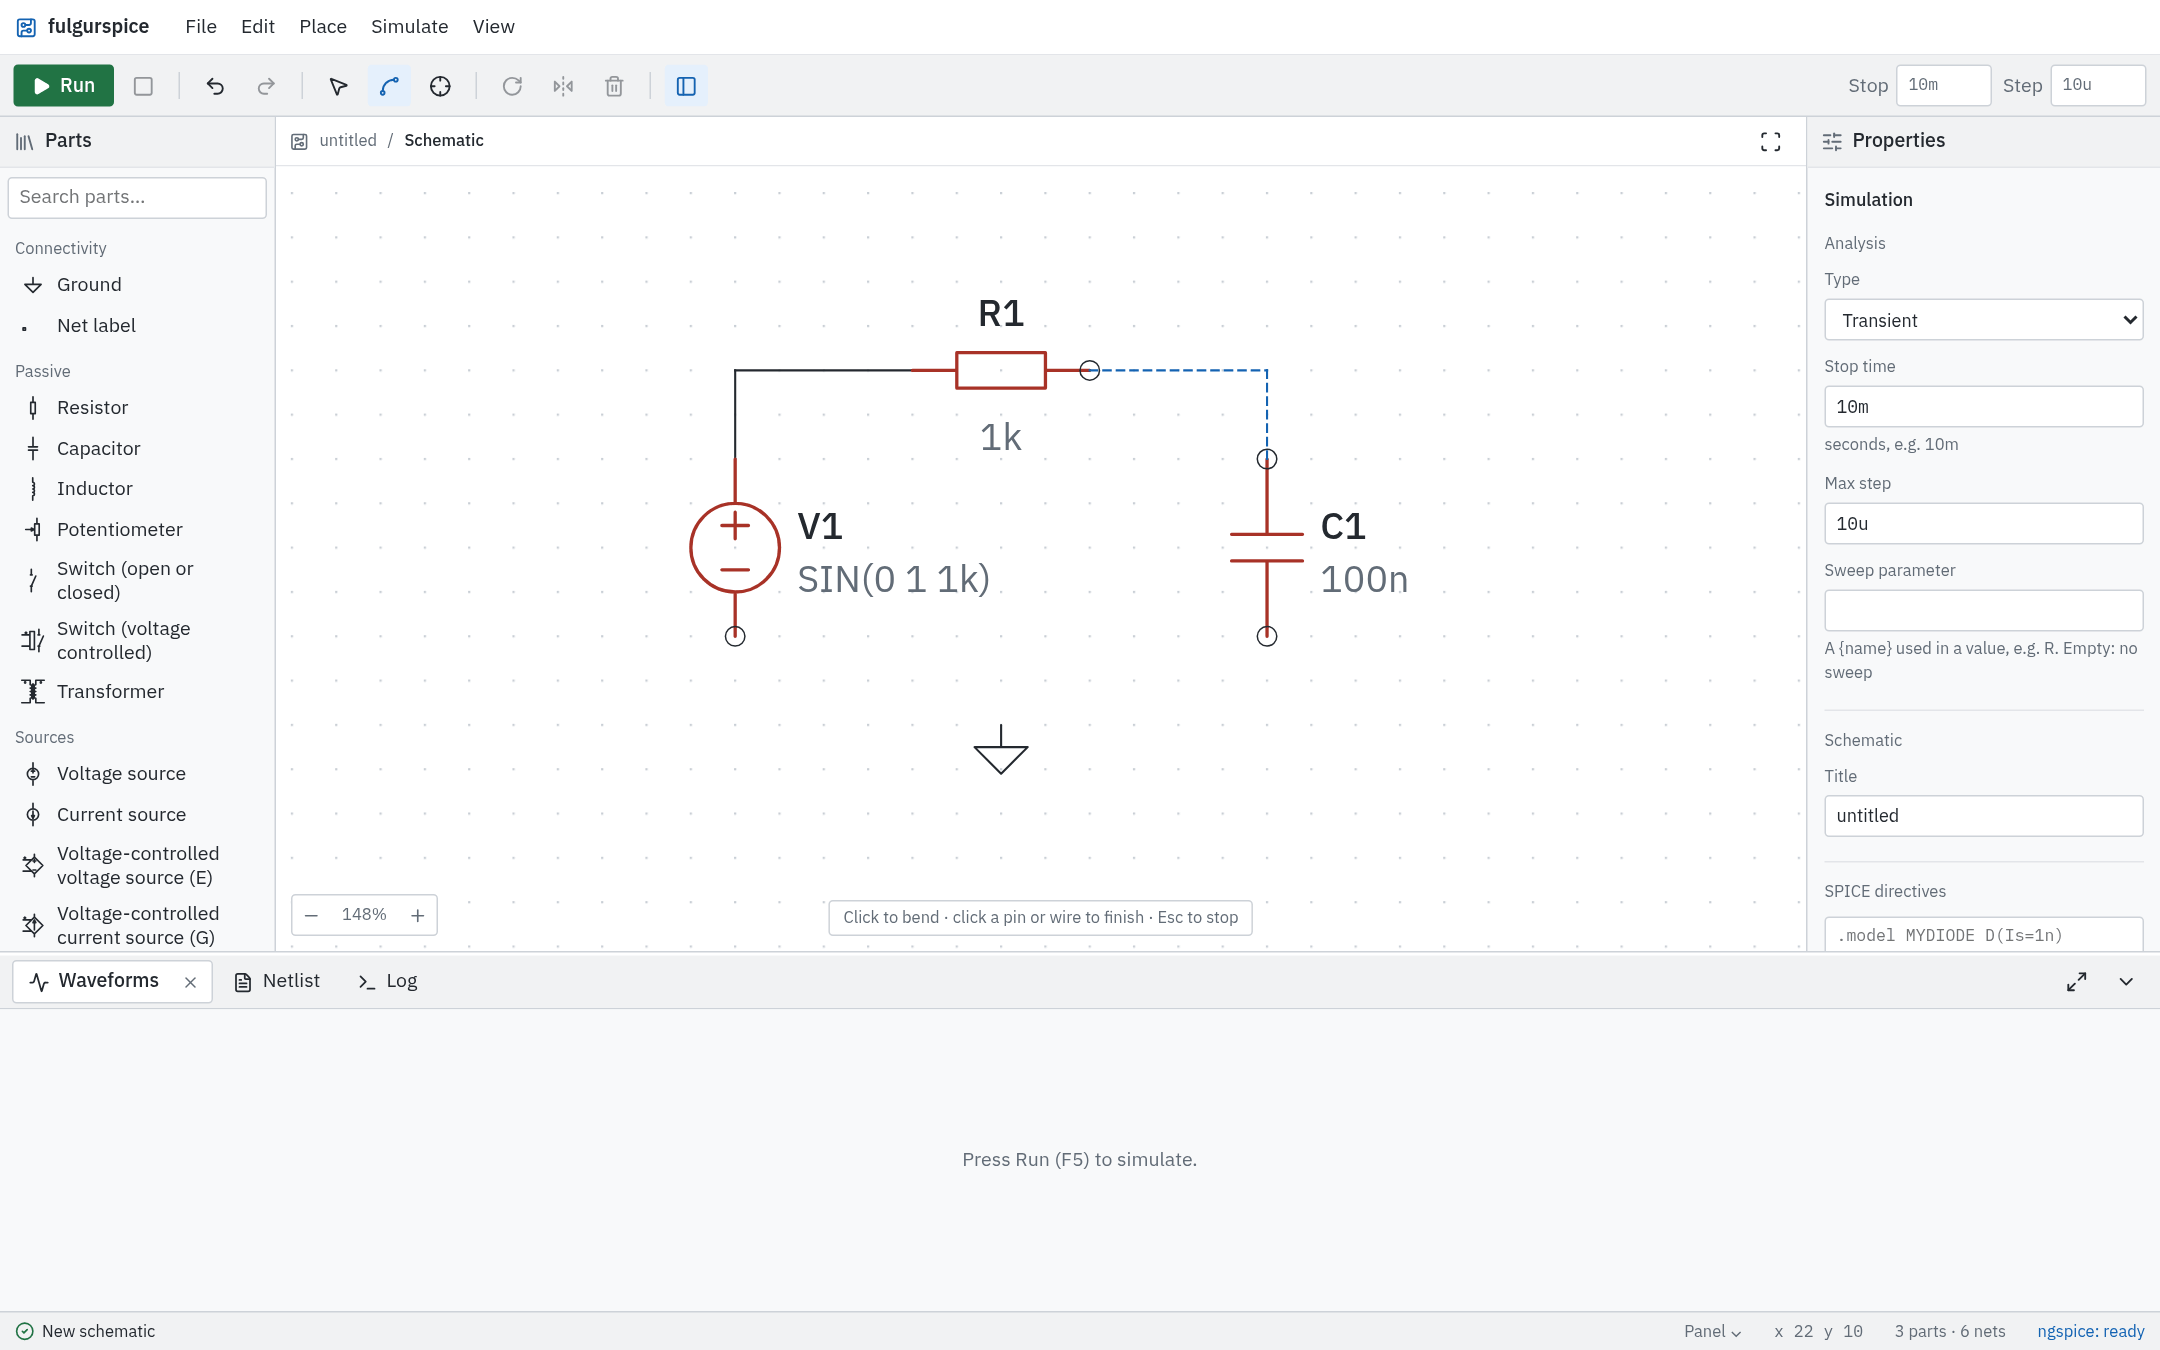 fulgurspice File Edit Place Simulate View
Run
Stop 10m Step 10u
Parts
Search parts...
Connectivity
Ground
Net label
Passive
Resistor
Capacitor
Inductor
Potentiometer
Switch (open or
closed)
Switch (voltage
controlled)
Transformer
Sources
Voltage source
Current source
Voltage-controlled
voltage source (E)
Voltage-controlled
current source (G)
untitled / Schematic
R1
1k
V1
SIN(0 1 1k)
C1
100n
148%
Click to bend · click a pin or wire to finish · Esc to stop
Properties
Simulation
Analysis
Type
Transient
Stop time
10m
seconds, e.g. 10m
Max step
10u
Sweep parameter
A {name} used in a value, e.g. R. Empty: no
sweep
Schematic
Title
untitled
SPICE directives
.model MYDIODE D(Is=1n)
Waveforms Netlist Log
Press Run (F5) to simulate.
New schematic
Panel x 22 y 10 3 parts · 6 nets ngspice: ready